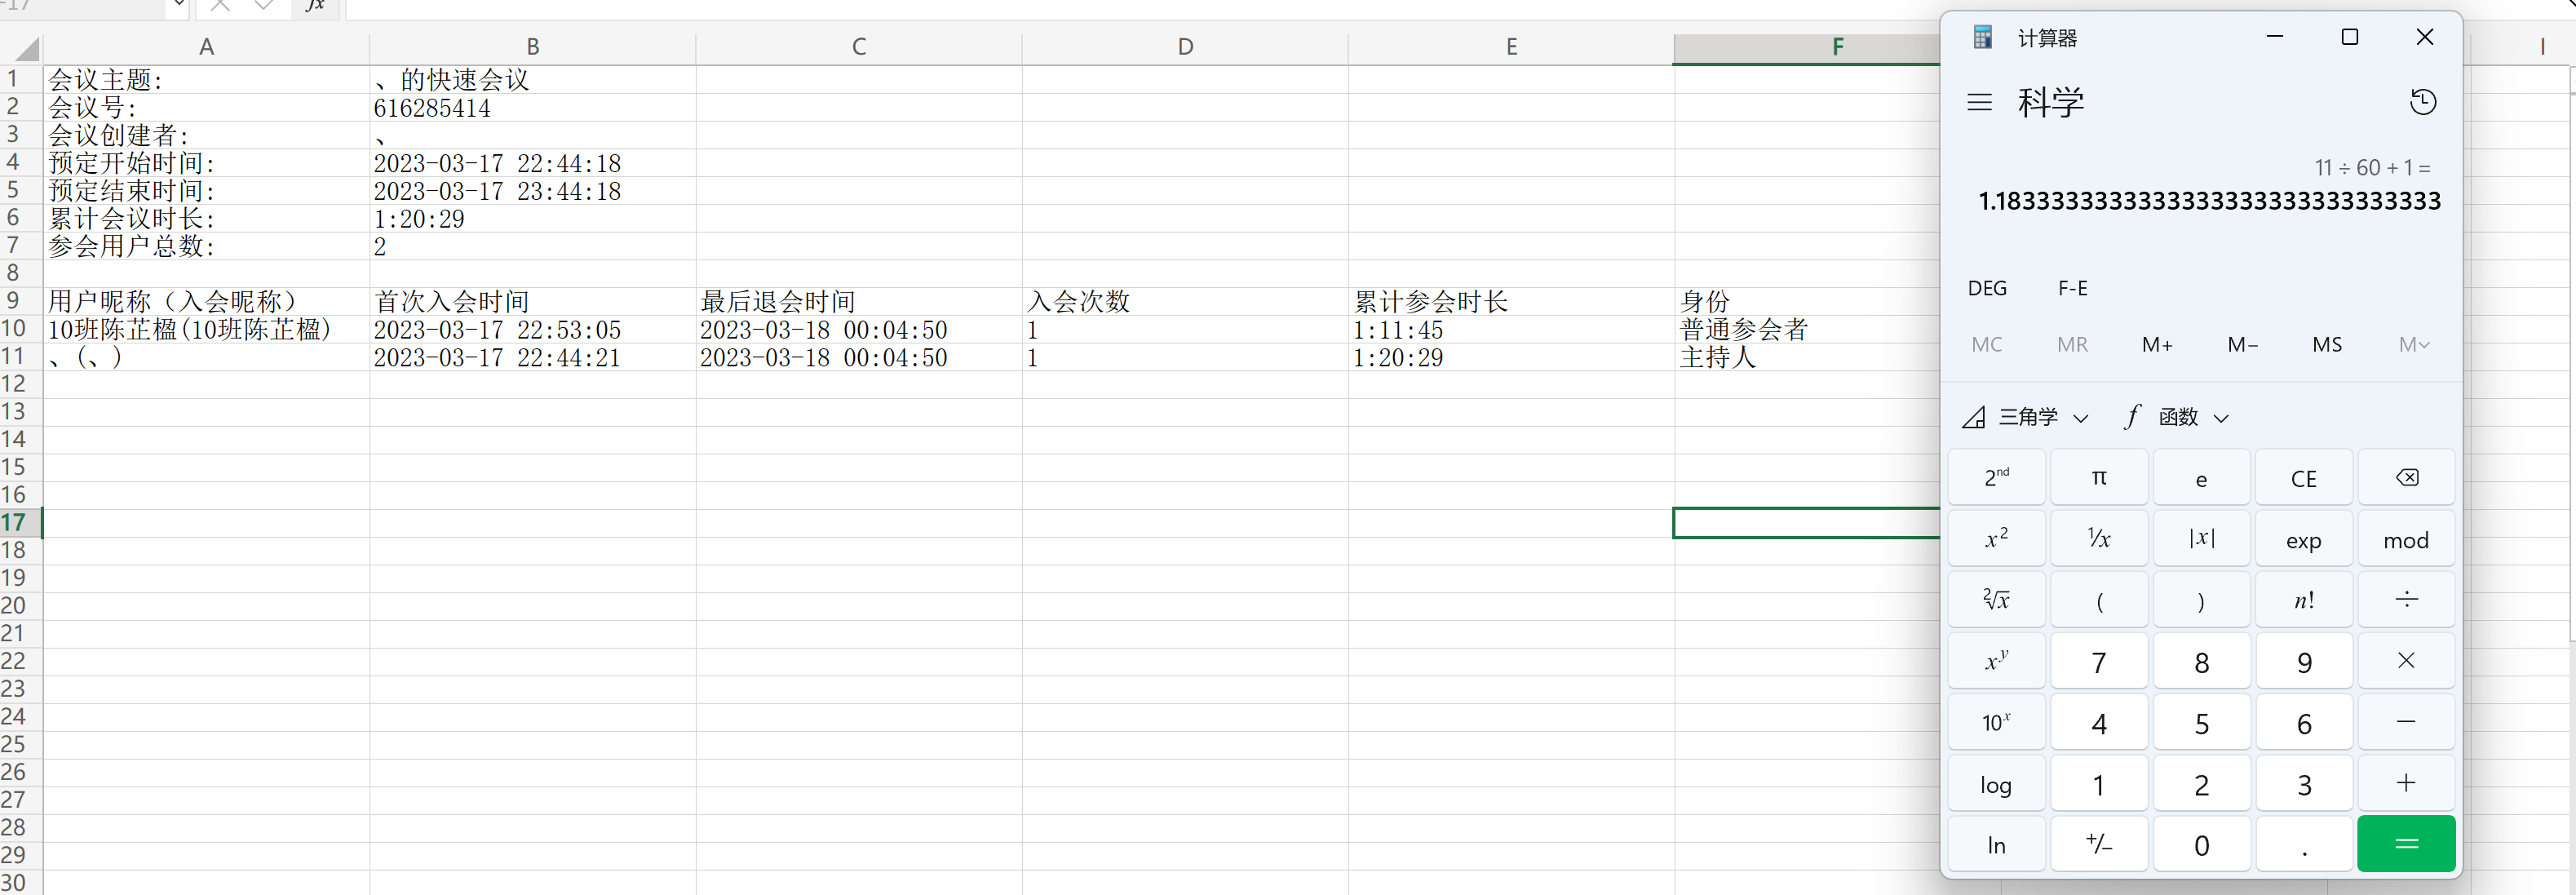 fx
A B C D E F I
1 会议主题: 、的快速会议
2 会议号: 616285414
3 会议创建者: 、
4 预定开始时间: 2023-03-17 22:44:18
5 预定结束时间: 2023-03-17 23:44:18
6 累计会议时长: 1:20:29
7 参会用户总数: 2
8
9 用户昵称（入会昵称） 首次入会时间 最后退会时间 入会次数 累计参会时长 身份
10 10班陈芷楹(10班陈芷楹) 2023-03-17 22:53:05 2023-03-18 00:04:50 1 1:11:45 普通参会者
11 、(、) 2023-03-17 22:44:21 2023-03-18 00:04:50 1 1:20:29 主持人
12
13
14
15
16
17
18
19
20
21
22
23
24
25
26
27
28
29
30
计算器
科学
11 ÷ 60 + 1 =
1.1833333333333333333333333333333
DEG F-E
MC MR M+ M− MS M
三角学 f 函数
2nd π e CE
x² ¹/x |x| exp mod
²√x ( ) n! ÷
xʸ 7 8 9 ×
10ˣ 4 5 6 −
log 1 2 3 +
ln +/− 0 . =